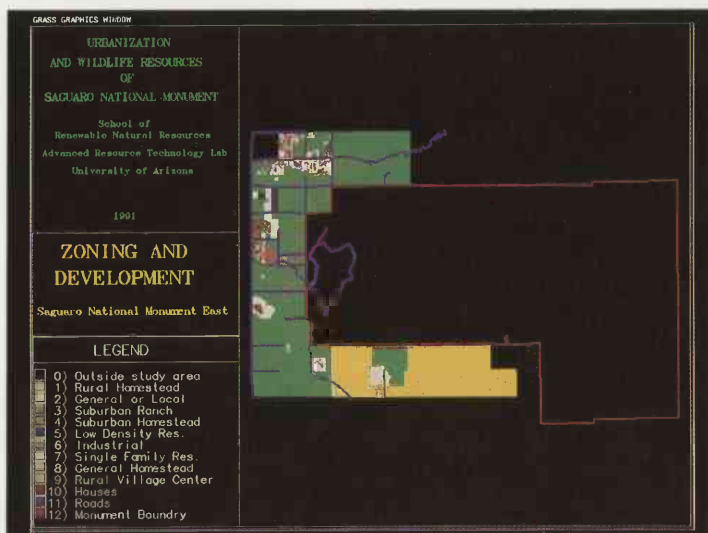 GRASS GRAPHICS WINDOW
URBANIZATION
AND WILDLIFE RESOURCES
OF
SAGUARO NATIONAL MONUMENT
School of
Renewable Natural Resources
Advanced Resource Technology Lab
University of Arizona
1991
ZONING AND
DEVELOPMENT
Saguaro National Monument East
LEGEND
0) Outside study area
1) Rural Homestead
2) General or Local
3) Suburban Ranch
4) Suburban Homestead
5) Low Density Res.
6) Industrial
7) Single Family Res.
8) General Homestead
9) Rural Village Center
10) Houses
11) Roads
12) Monument Boundry